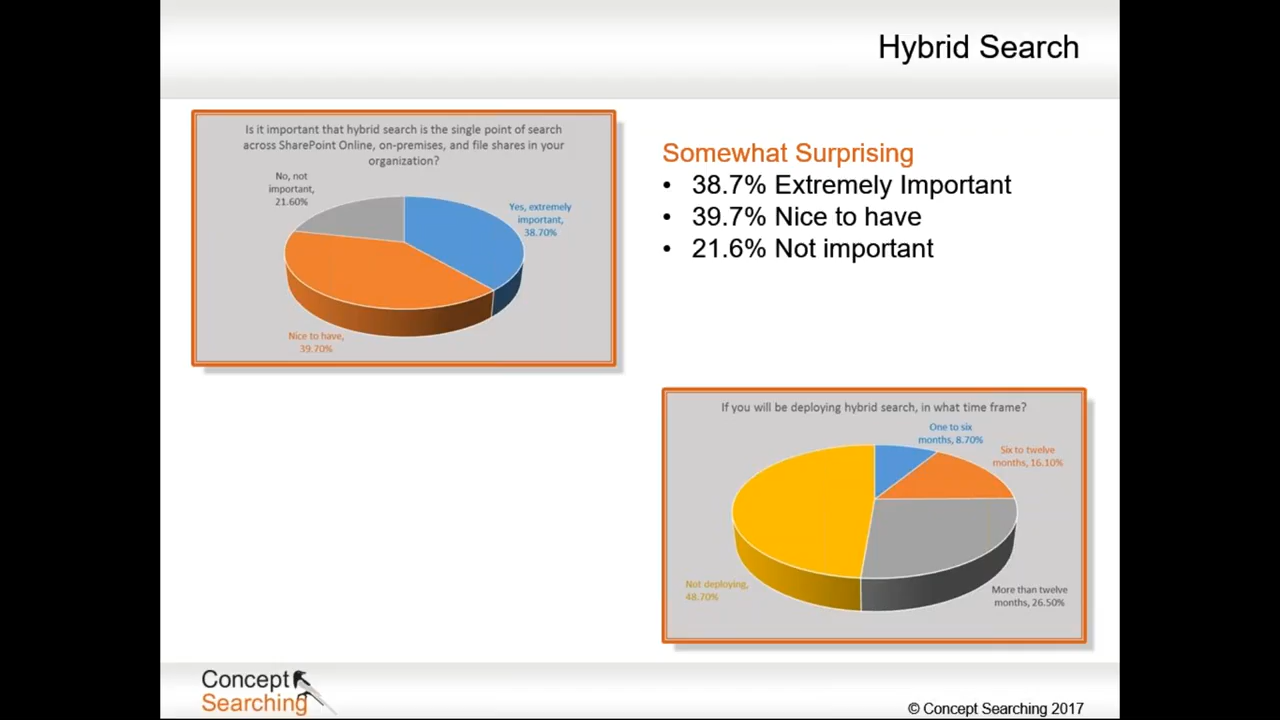 Hybrid Search
Is it important that hybrid search is the single point of search
across SharePoint Online, on-premises, and file shares in your
organization?
No, not
important,
21.60%
Yes, extremely
important,
38.70%
Nice to have,
39.70%
Somewhat Surprising
• 38.7% Extremely Important
• 39.7% Nice to have
• 21.6% Not important
If you will be deploying hybrid search, in what time frame?
One to six
months, 8.70%
Six to twelve
months, 16.10%
Not deploying,
48.70%
More than twelve
months, 26.50%
Concept
Searching
© Concept Searching 2017